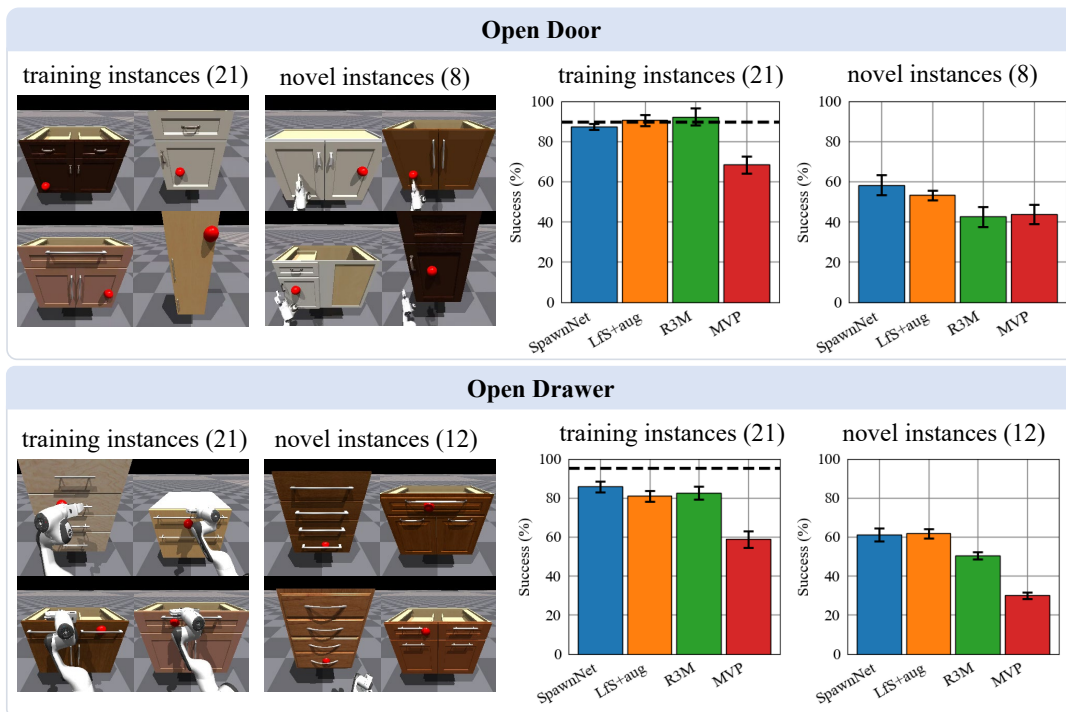 Open Door
training instances (21)
novel instances (8)
training instances (21)
novel instances (8)
100
80
60
40
20
0
Success (%)
SpawnNet
LfS+aug
R3M
MVP
100
80
60
40
20
0
Success (%)
SpawnNet
LfS+aug
R3M
MVP
Open Drawer
training instances (21)
novel instances (12)
training instances (21)
novel instances (12)
100
80
60
40
20
0
Success (%)
SpawnNet
LfS+aug
R3M
MVP
100
80
60
40
20
0
Success (%)
SpawnNet
LfS+aug
R3M
MVP